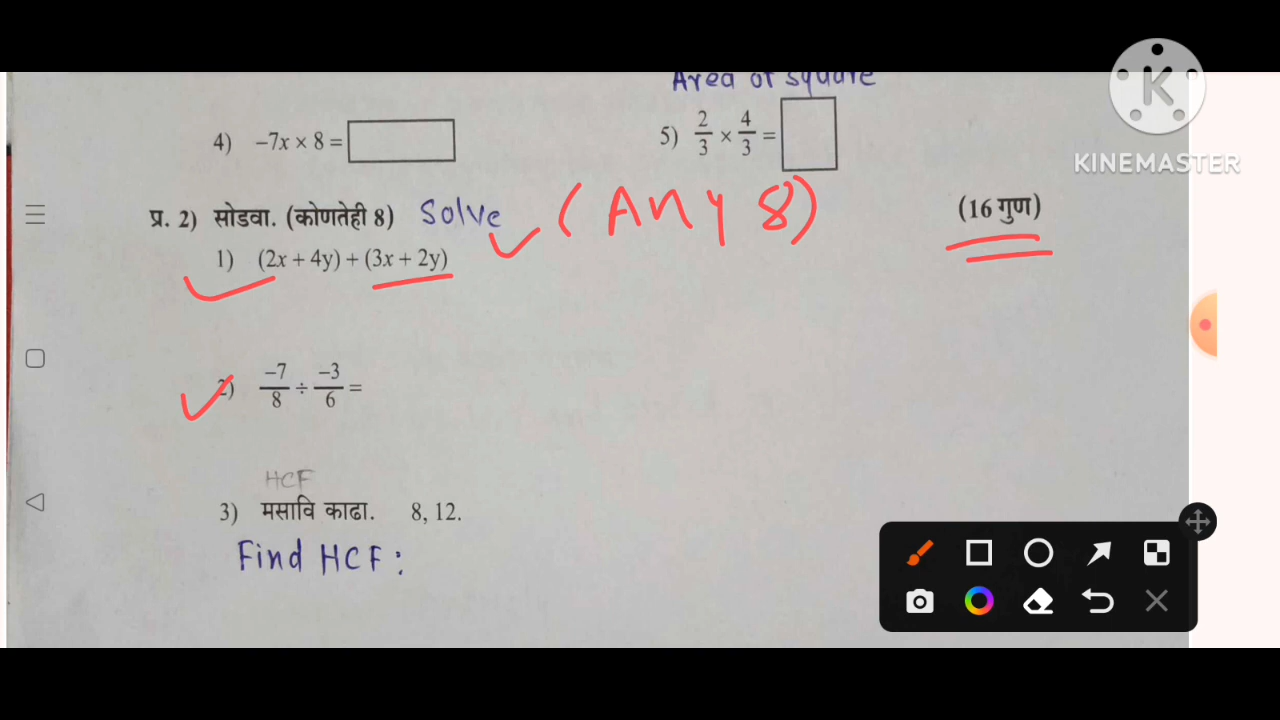 Area of square
KINEMASTER
4) −7x × 8 =
5) 2/3 × 4/3 =
प्र. 2) सोडवा. (कोणतेही 8) Solve (Any 8) (16 गुण)
1) (2x + 4y) + (3x + 2y)
2) −7/8 ÷ −3/6 =
HCF
3) मसावि काढा. 8, 12.
Find HCF: